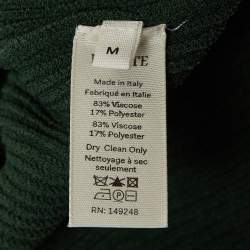 M
Made in Italy
Fabriqué en Italie
83% Viscose
17% Polyester
83% Viscose
17% Polyester
Dry Clean Only
Nettoyage à sec
seulement
RN: 149248